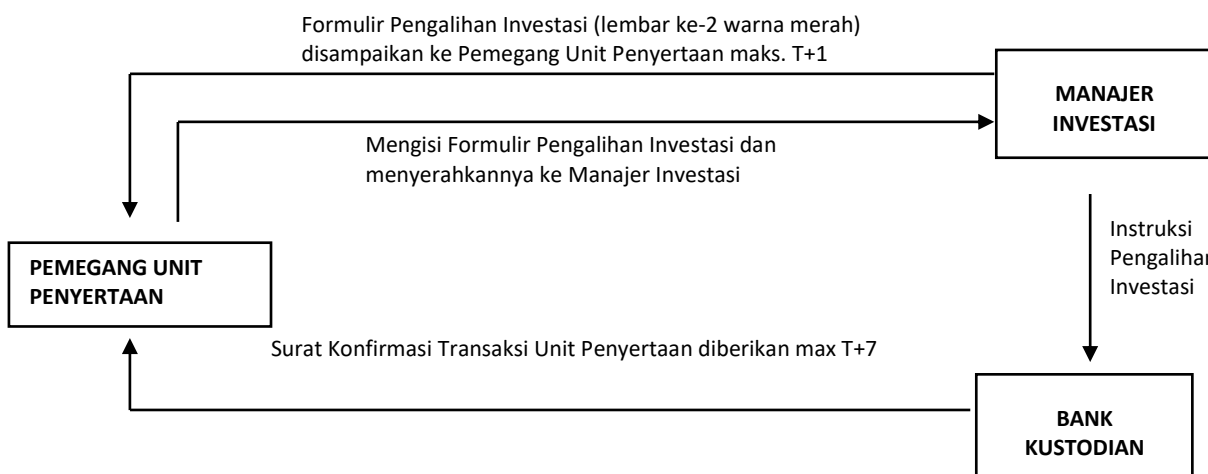 Formulir Pengalihan Investasi (lembar ke-2 warna merah)
disampaikan ke Pemegang Unit Penyertaan maks. T+1
MANAJER
INVESTASI
Mengisi Formulir Pengalihan Investasi dan
menyerahkannya ke Manajer Investasi
Instruksi
Pengalihan
Investasi
PEMEGANG UNIT
PENYERTAAN
Surat Konfirmasi Transaksi Unit Penyertaan diberikan max T+7
BANK
KUSTODIAN